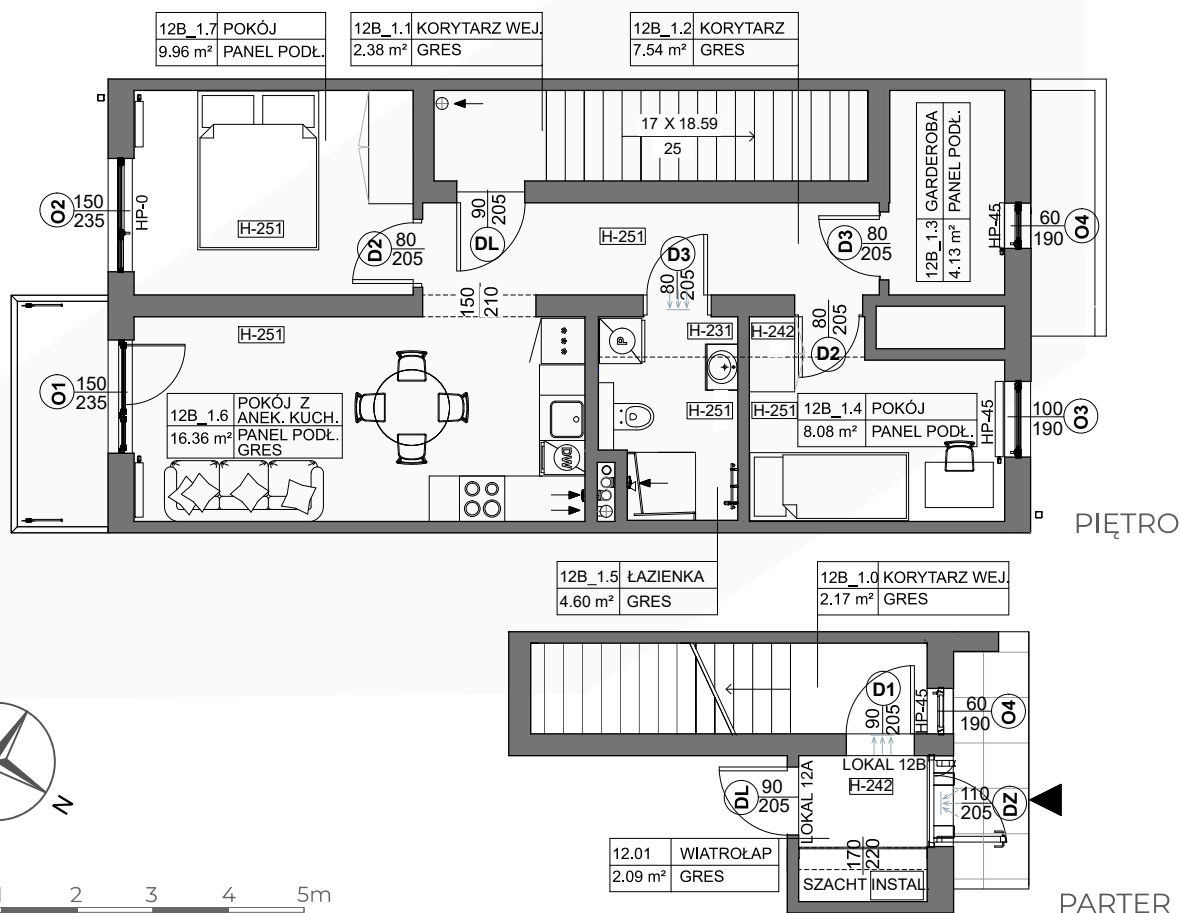 12B_1.7 POKÓJ
9.96 m² PANEL PODŁ.
12B_1.1 KORYTARZ WEJ.
2.38 m² GRES
12B_1.2 KORYTARZ
7.54 m² GRES
17 X 18.59
25
12B_1.3 GARDEROBA
4.13 m² PANEL PODŁ.
O2 150
235
HP-0
H-251
D2 80
205
90
205
DL
H-251
D3
80
205
D3 80
205
HP-45
60
190
O4
150
210
O1 150
235
H-251
12B_1.6 POKÓJ Z
ANEK. KUCH.
16.36 m² PANEL PODŁ.
GRES
DW
P
H-231
H-251
H-242
80
205
D2
H-251
12B_1.4 POKÓJ
8.08 m² PANEL PODŁ.
HP-45
100
190
O3
PIĘTRO
12B_1.5 ŁAZIENKA
4.60 m² GRES
12B_1.0 KORYTARZ WEJ.
2.17 m² GRES
D1
90
205
HP-45
60
190
O4
LOKAL 12B
H-242
LOKAL 12A
DL 90
205
110
205
DZ
170
220
12.01 WIATROŁAP
2.09 m² GRES
SZACHT INSTAL.
PARTER
N
1 2 3 4 5m